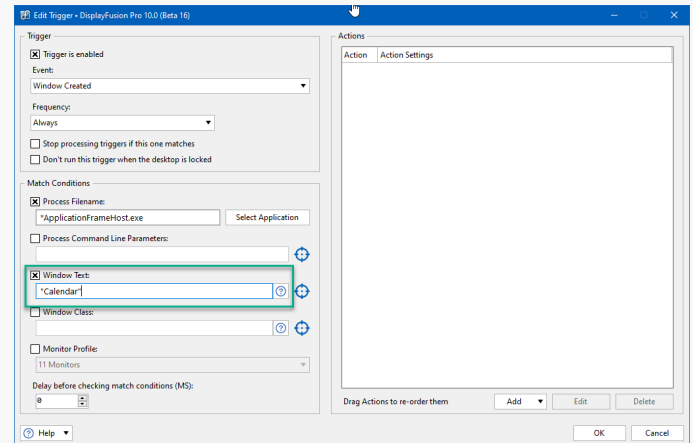 Edit Trigger • DisplayFusion Pro 10.0 (Beta 16)
Trigger
Trigger is enabled
Event:
Window Created
Frequency:
Always
Stop processing triggers if this one matches
Don't run this trigger when the desktop is locked
Match Conditions
Process Filename:
*ApplicationFrameHost.exe
Select Application
Process Command Line Parameters:
Window Text:
*Calendar*
Window Class:
Monitor Profile:
11 Monitors
Delay before checking match conditions (MS):
0
Help
Actions
Action Action Settings
Drag Actions to re-order them
Add
Edit
Delete
OK
Cancel